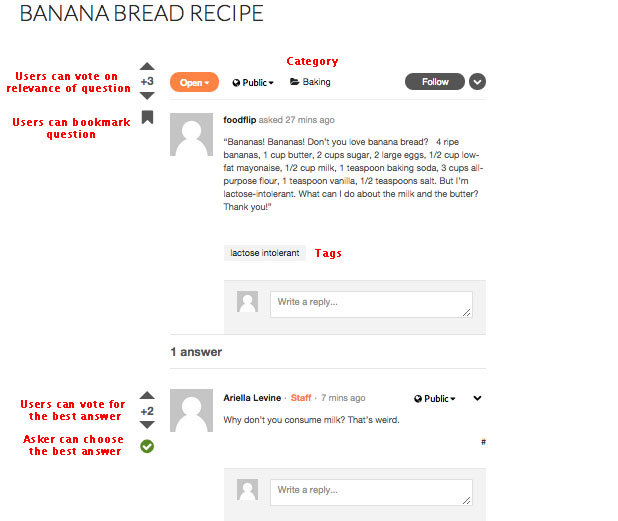 BANANA BREAD RECIPE
Category
Users can vote on
relevance of question
+3
Open
Public
Baking
Follow
Users can bookmark
question
foodflip asked 27 mins ago
“Bananas! Bananas! Don’t you love banana bread? 4 ripe
bananas, 1 cup butter, 2 cups sugar, 2 large eggs, 1/2 cup low-
fat mayonaise, 1/2 cup milk, 1 teaspoon baking soda, 3 cups all-
purpose flour, 1 teaspoon vanilla, 1/2 teaspoons salt. But I’m
lactose-intolerant. What can I do about the milk and the butter?
Thank you!”
lactose intolerant
Tags
Write a reply...
1 answer
Users can vote for
the best answer
+2
Ariella Levine · Staff · 7 mins ago
Public
Why don’t you consume milk? That’s weird.
Asker can choose
the best answer
#
Write a reply...